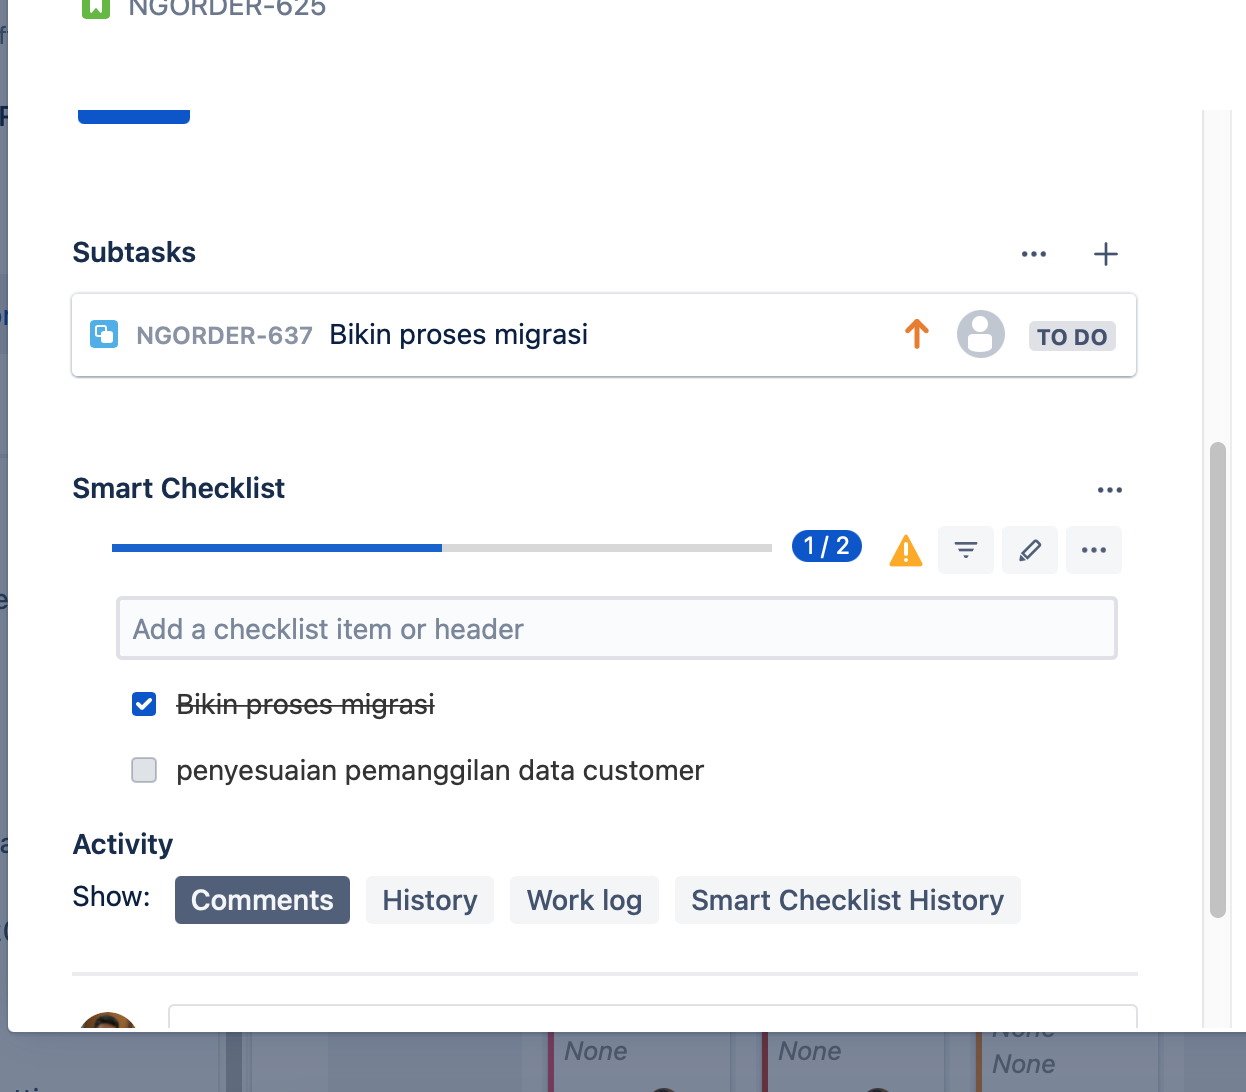 NGORDER-625
Subtasks
NGORDER-637 Bikin proses migrasi TO DO
Smart Checklist
1 / 2
Add a checklist item or header
Bikin proses migrasi
penyesuaian pemanggilan data customer
Activity
Show: Comments History Work log Smart Checklist History
None None None
None